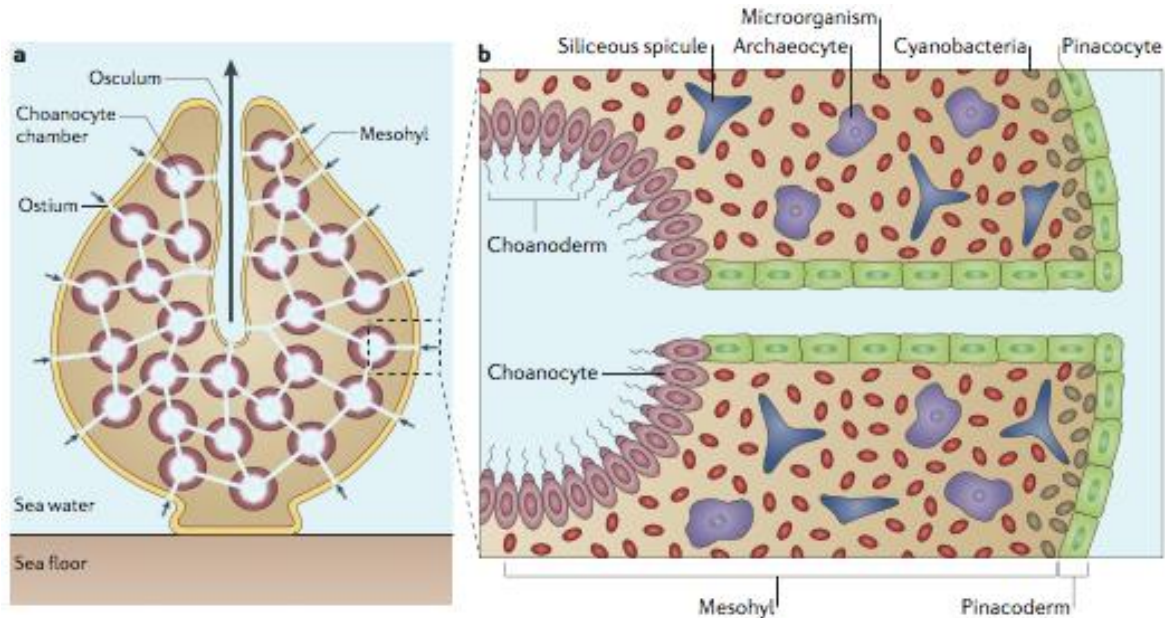 a
Osculum
Choanocyte
chamber
Mesohyl
Ostium
Sea water
Sea floor
b
Microorganism
Siliceous spicule
Archaeocyte
Cyanobacteria
Pinacocyte
Choanoderm
Choanocyte
Mesohyl
Pinacoderm